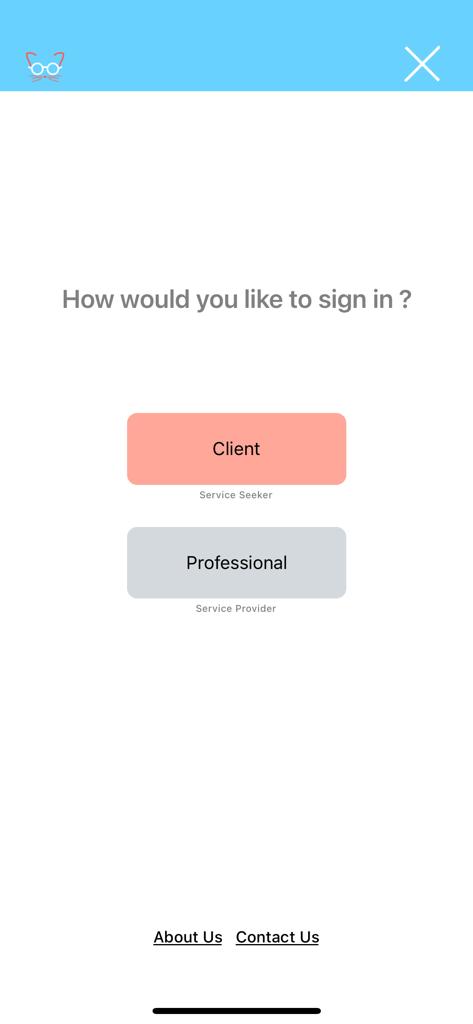 How would you like to sign in ?
Client
Service Seeker
Professional
Service Provider
About Us Contact Us